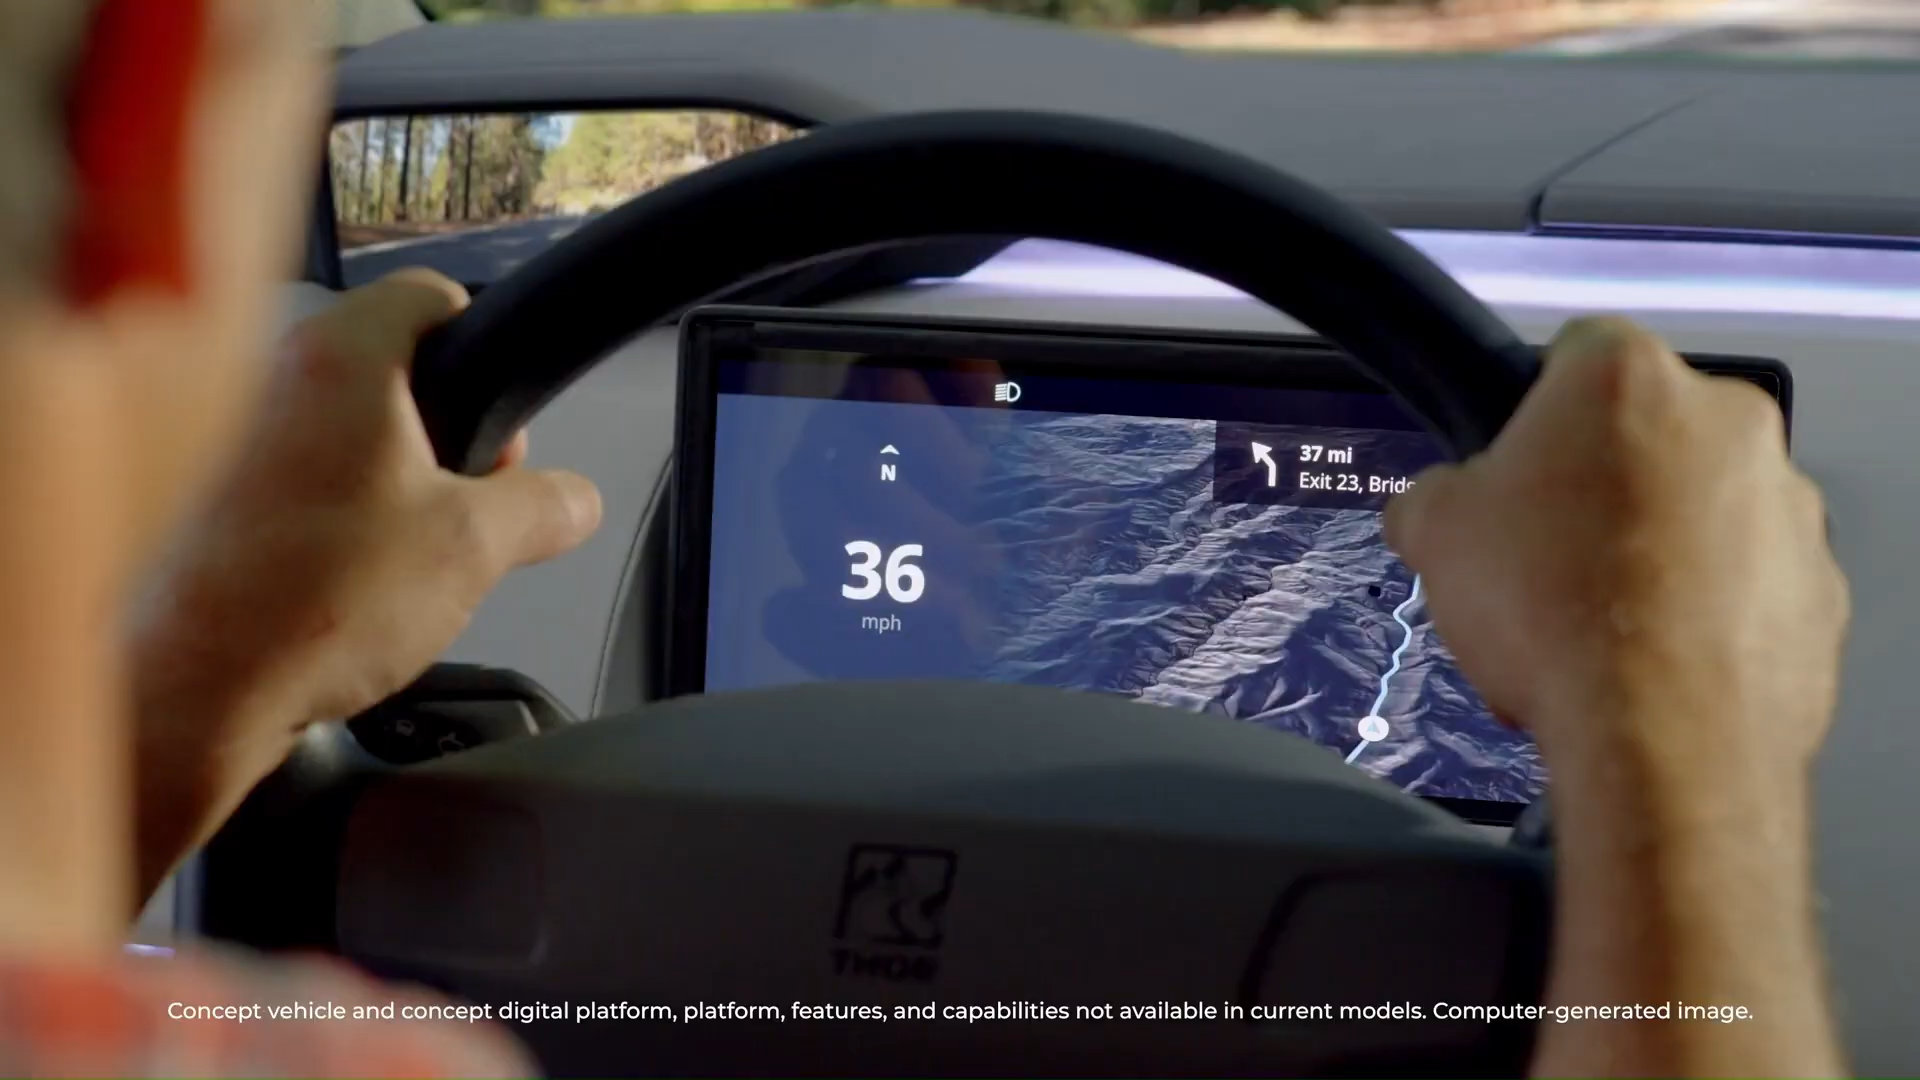 37 mi
Exit 23,
N
36
mph
THOR
Concept vehicle and concept digital platform, platform, features, and capabilities not available in current models. Computer-generated image.